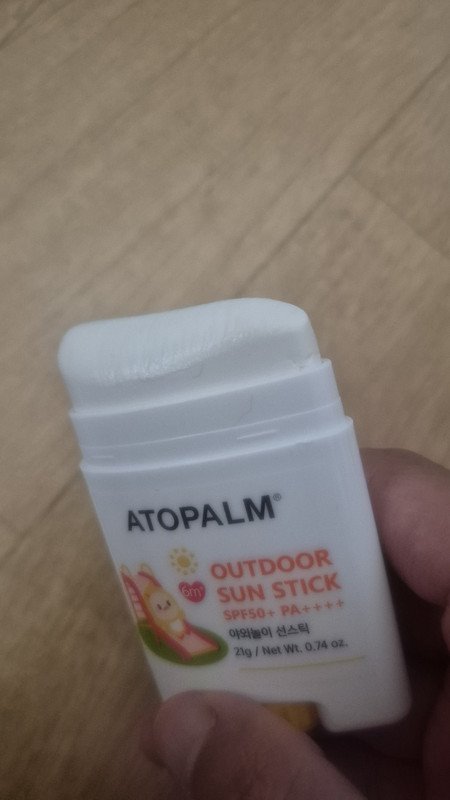 ATOPALM®
6m+
OUTDOOR
SUN STICK
SPF50+ PA++++
야외놀이 선스틱
21g / Net Wt. 0.74 oz.